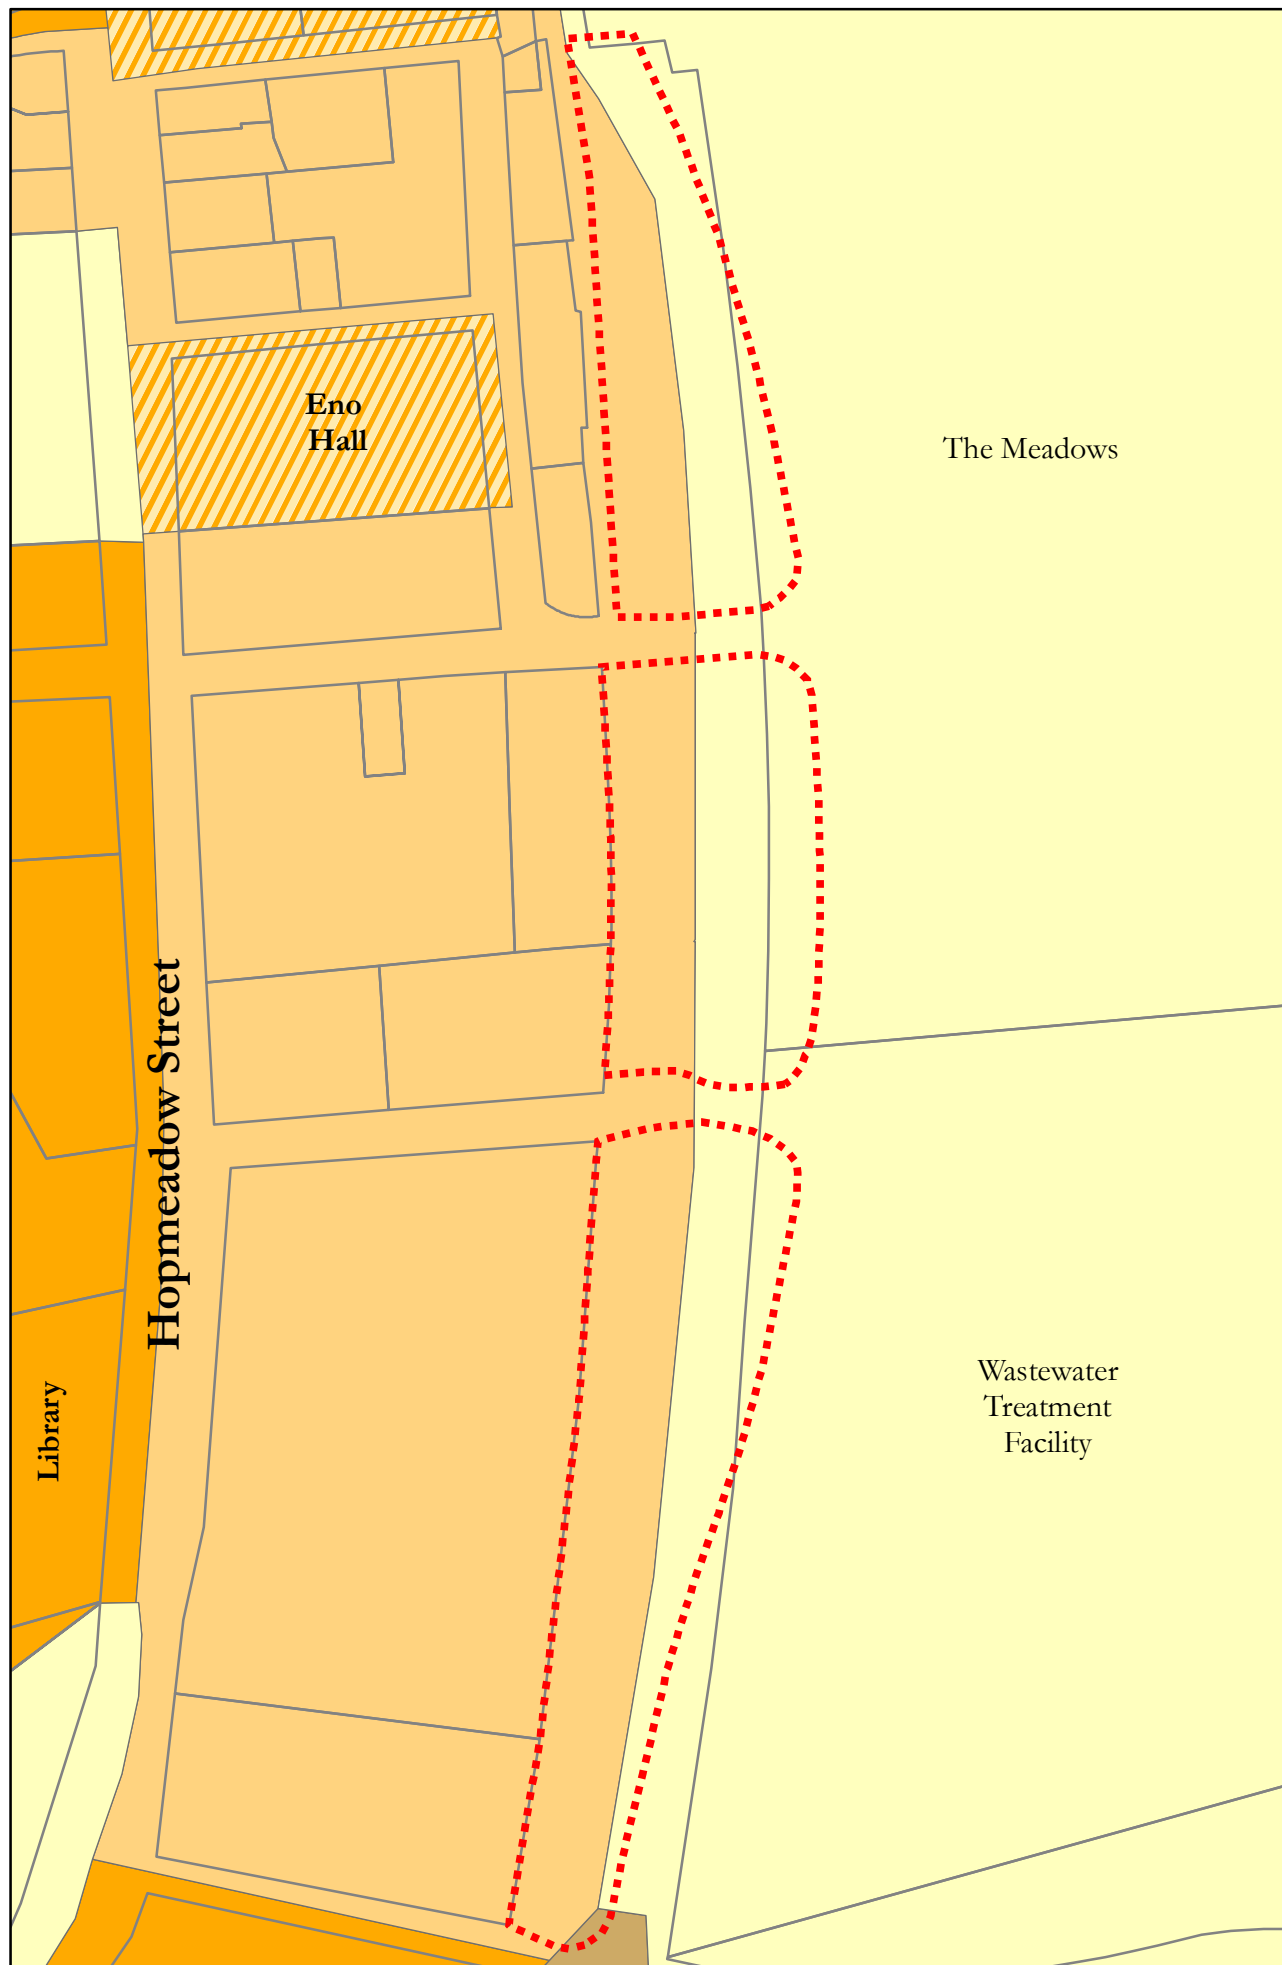 Eno
Hall
The Meadows
Hopmeadow Street
Library
Wastewater
Treatment
Facility